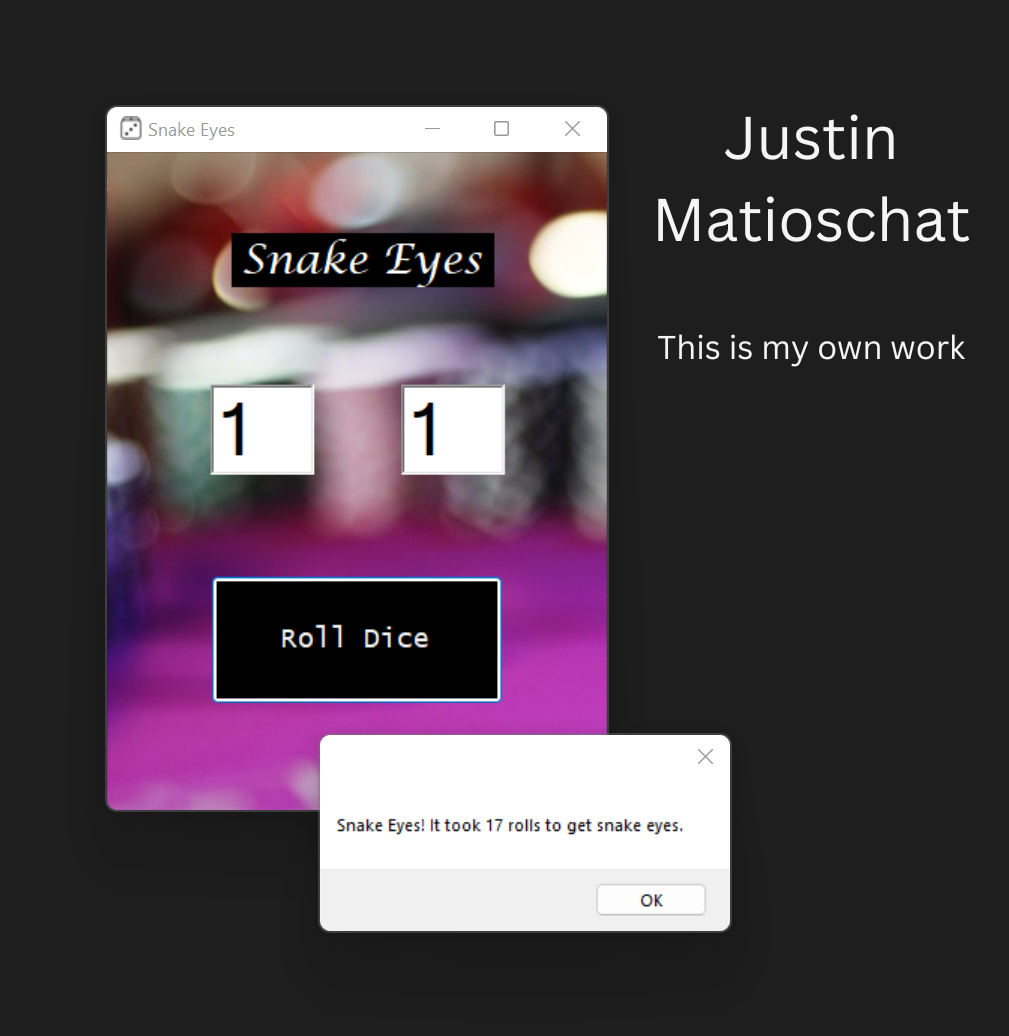 Snake Eyes
Justin
Matioschat
Snake Eyes
This is my own work
1 1
Roll Dice
Snake Eyes! It took 17 rolls to get snake eyes.
OK